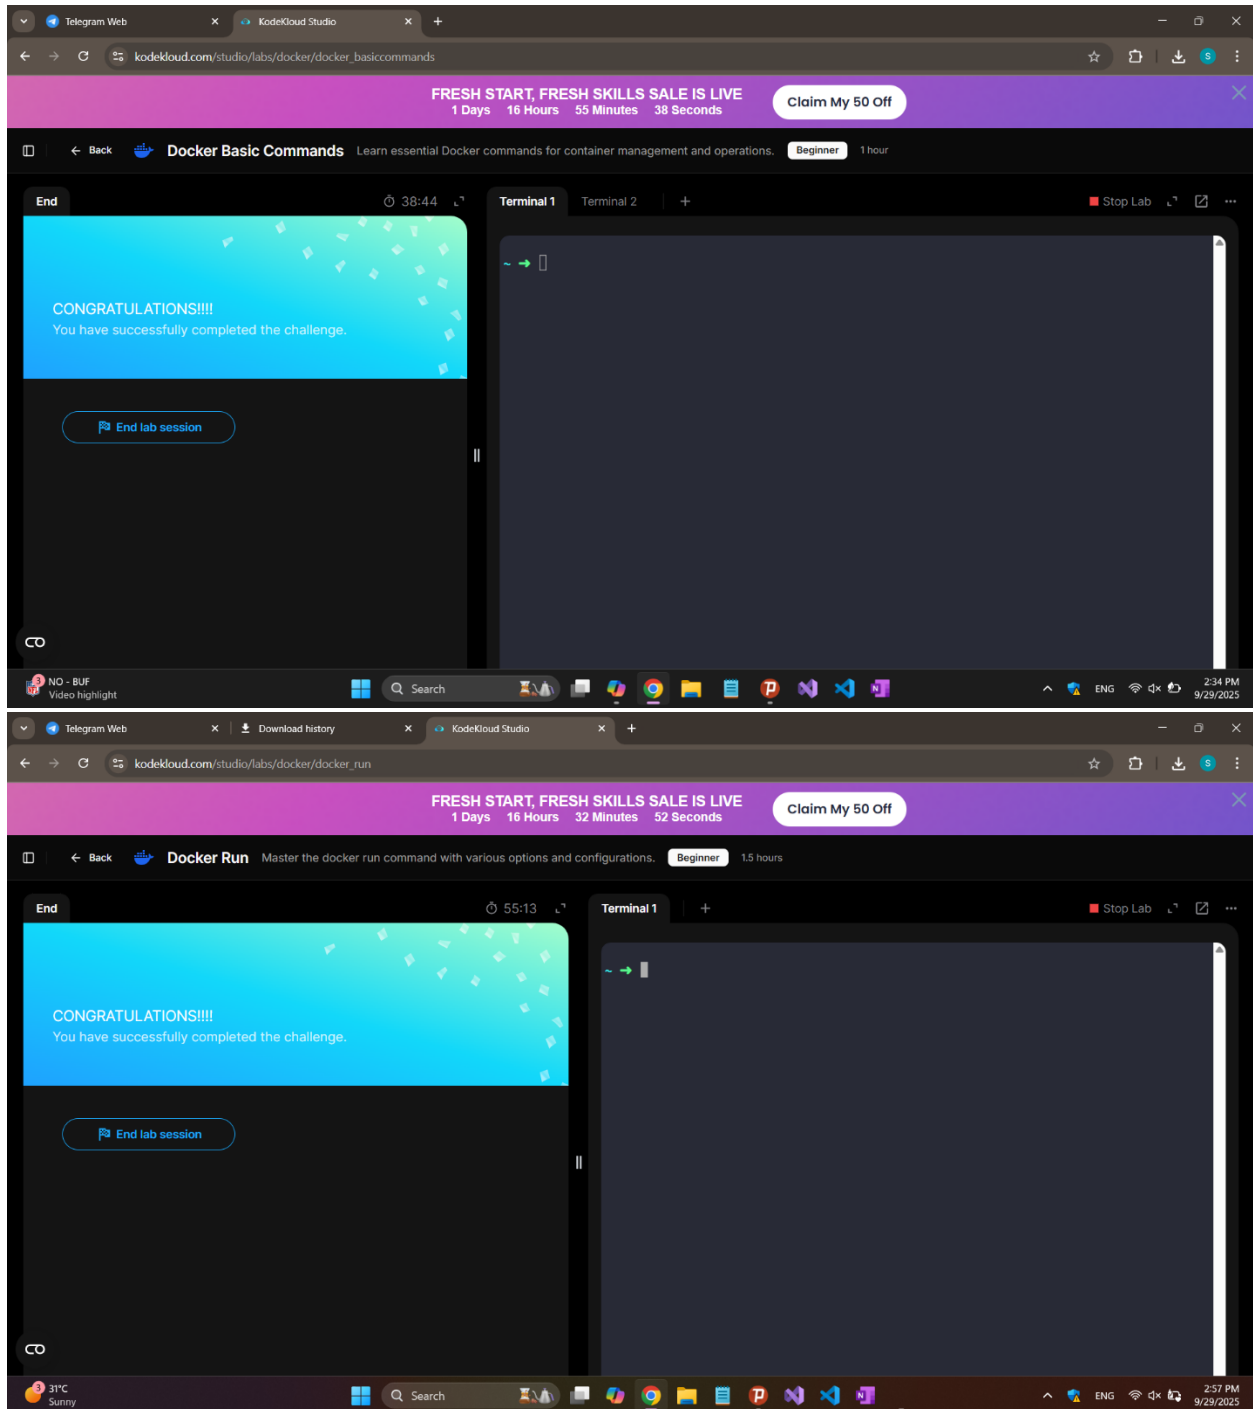 Telegram Web
KodeKloud Studio
kodekloud.com/studio/labs/docker/docker_basiccommands
S
FRESH START, FRESH SKILLS SALE IS LIVE
1 Days 16 Hours 55 Minutes 38 Seconds
Claim My 50 Off
Back
Docker Basic Commands
Learn essential Docker commands for container management and operations.
Beginner
1 hour
End
38:44
Terminal 1
Terminal 2
Stop Lab
~ →
CONGRATULATIONS!!!!
You have successfully completed the challenge.
End lab session
3
NO - BUF
Video highlight
Search
ENG
2:34 PM
9/29/2025
Telegram Web
Download history
KodeKloud Studio
kodekloud.com/studio/labs/docker/docker_run
S
FRESH START, FRESH SKILLS SALE IS LIVE
1 Days 16 Hours 32 Minutes 52 Seconds
Claim My 50 Off
Back
Docker Run
Master the docker run command with various options and configurations.
Beginner
1.5 hours
End
55:13
Terminal 1
Stop Lab
~ →
CONGRATULATIONS!!!!
You have successfully completed the challenge.
End lab session
3
31°C
Sunny
Search
ENG
2:57 PM
9/29/2025